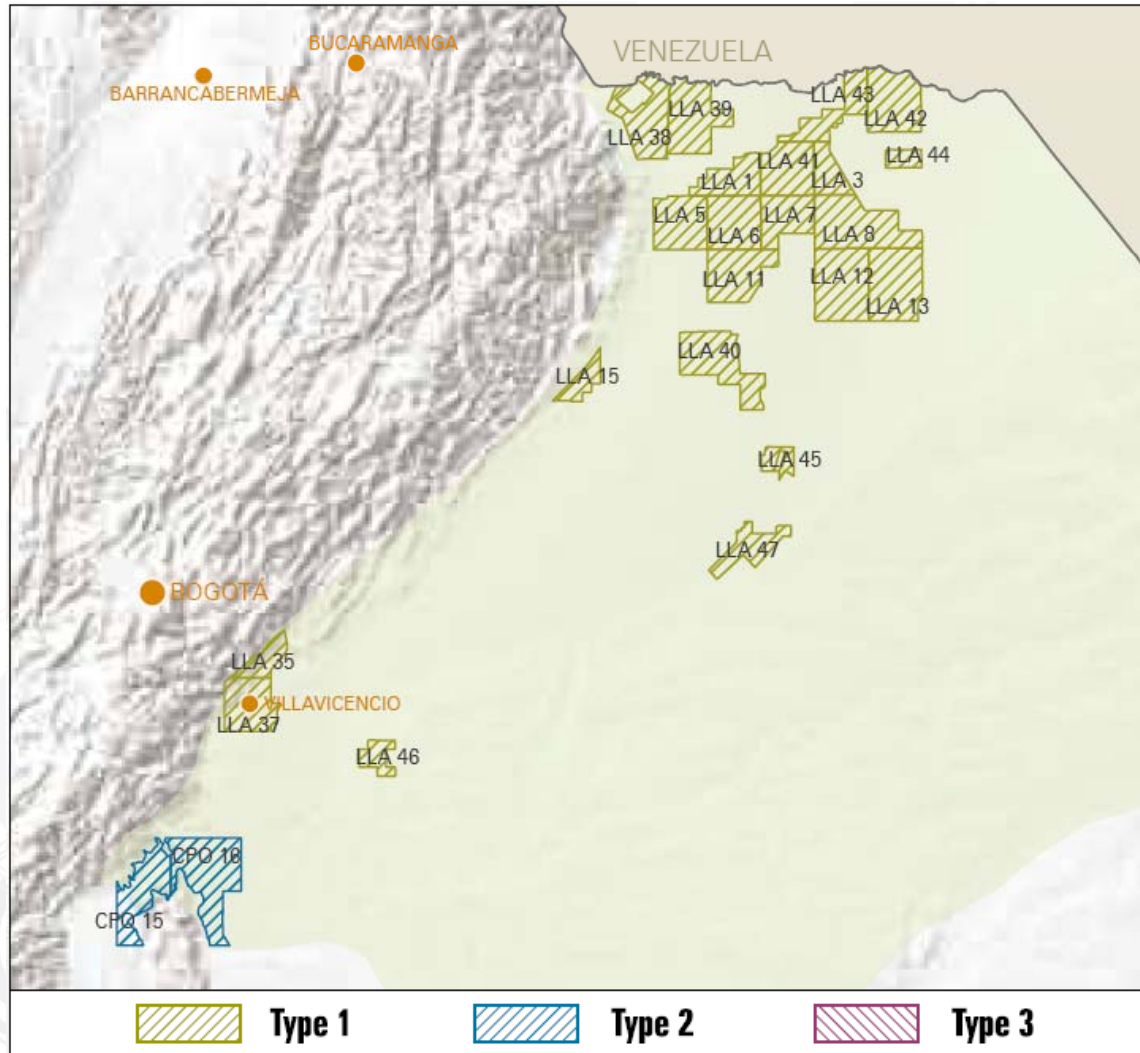 BUCARAMANGA
VENEZUELA
BARRANCABERMEJA
LLA 43
LLA 39
LLA 42
LLA 38
LLA 44
LLA 41
LLA 1
LLA 3
LLA 5
LLA 7
LLA 6
LLA 8
LLA 11
LLA 12
LLA 13
LLA 40
LLA 15
LLA 45
LLA 47
BOGOTÁ
LLA 35
VILLAVICENCIO
LLA 37
LLA 46
CPO 16
CPO 15
Type 1
Type 2
Type 3